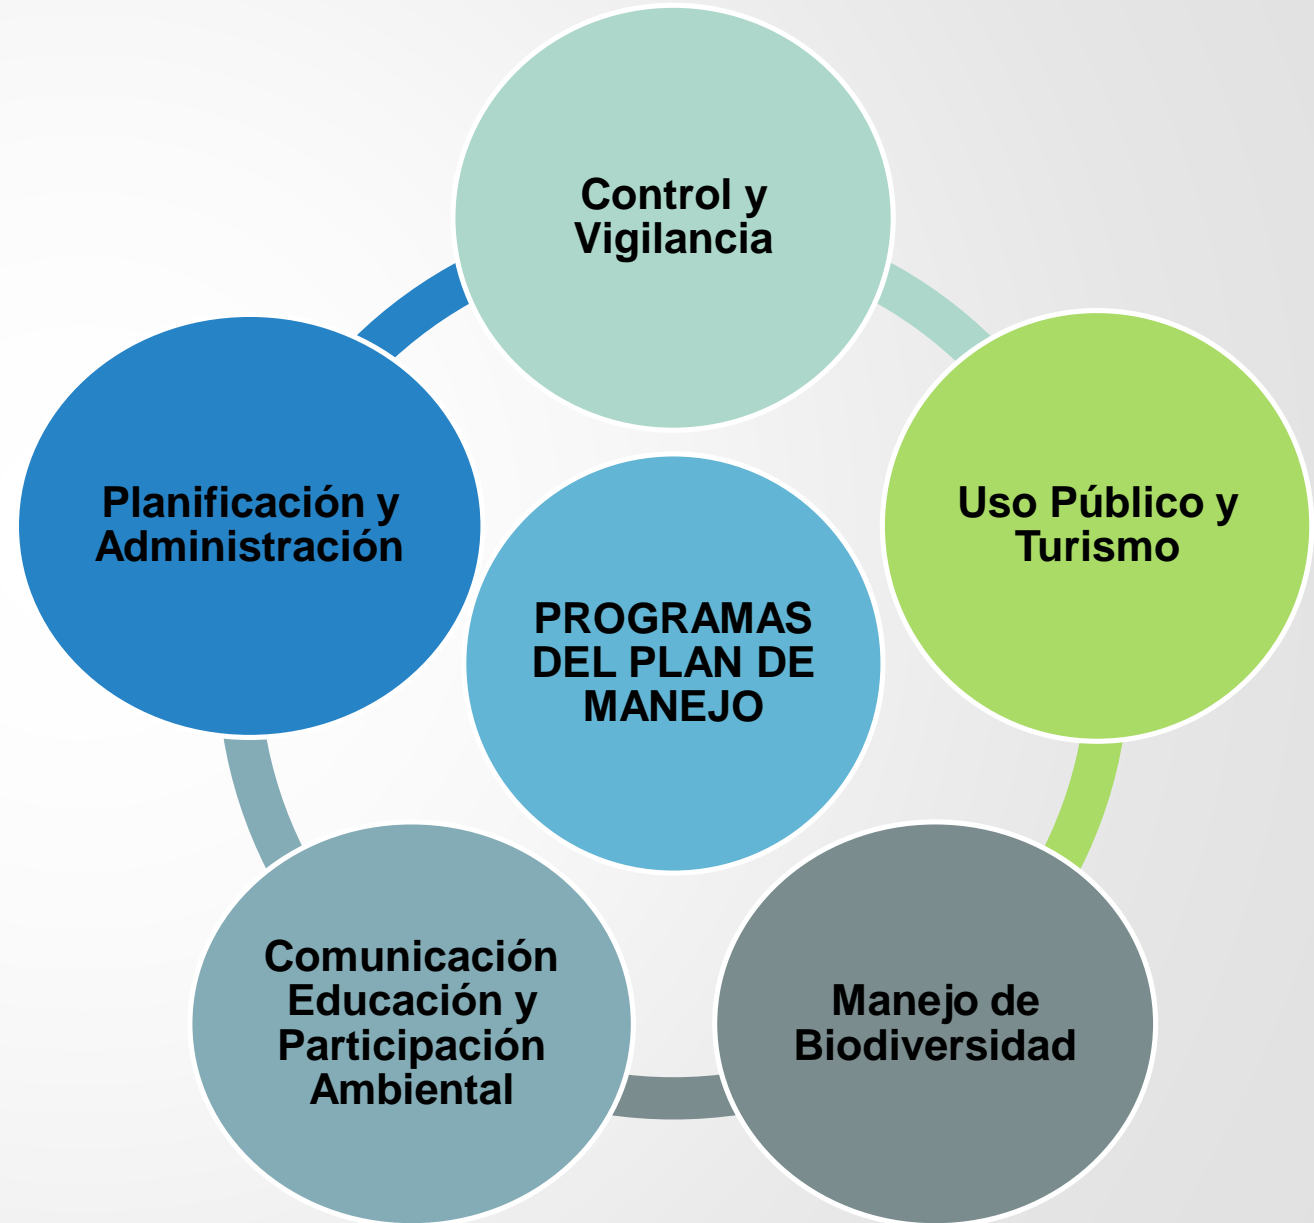 Control y
Vigilancia
Planificación y
Administración
Uso Público y
Turismo
PROGRAMAS
DEL PLAN DE
MANEJO
Comunicación
Educación y
Participación
Ambiental
Manejo de
Biodiversidad